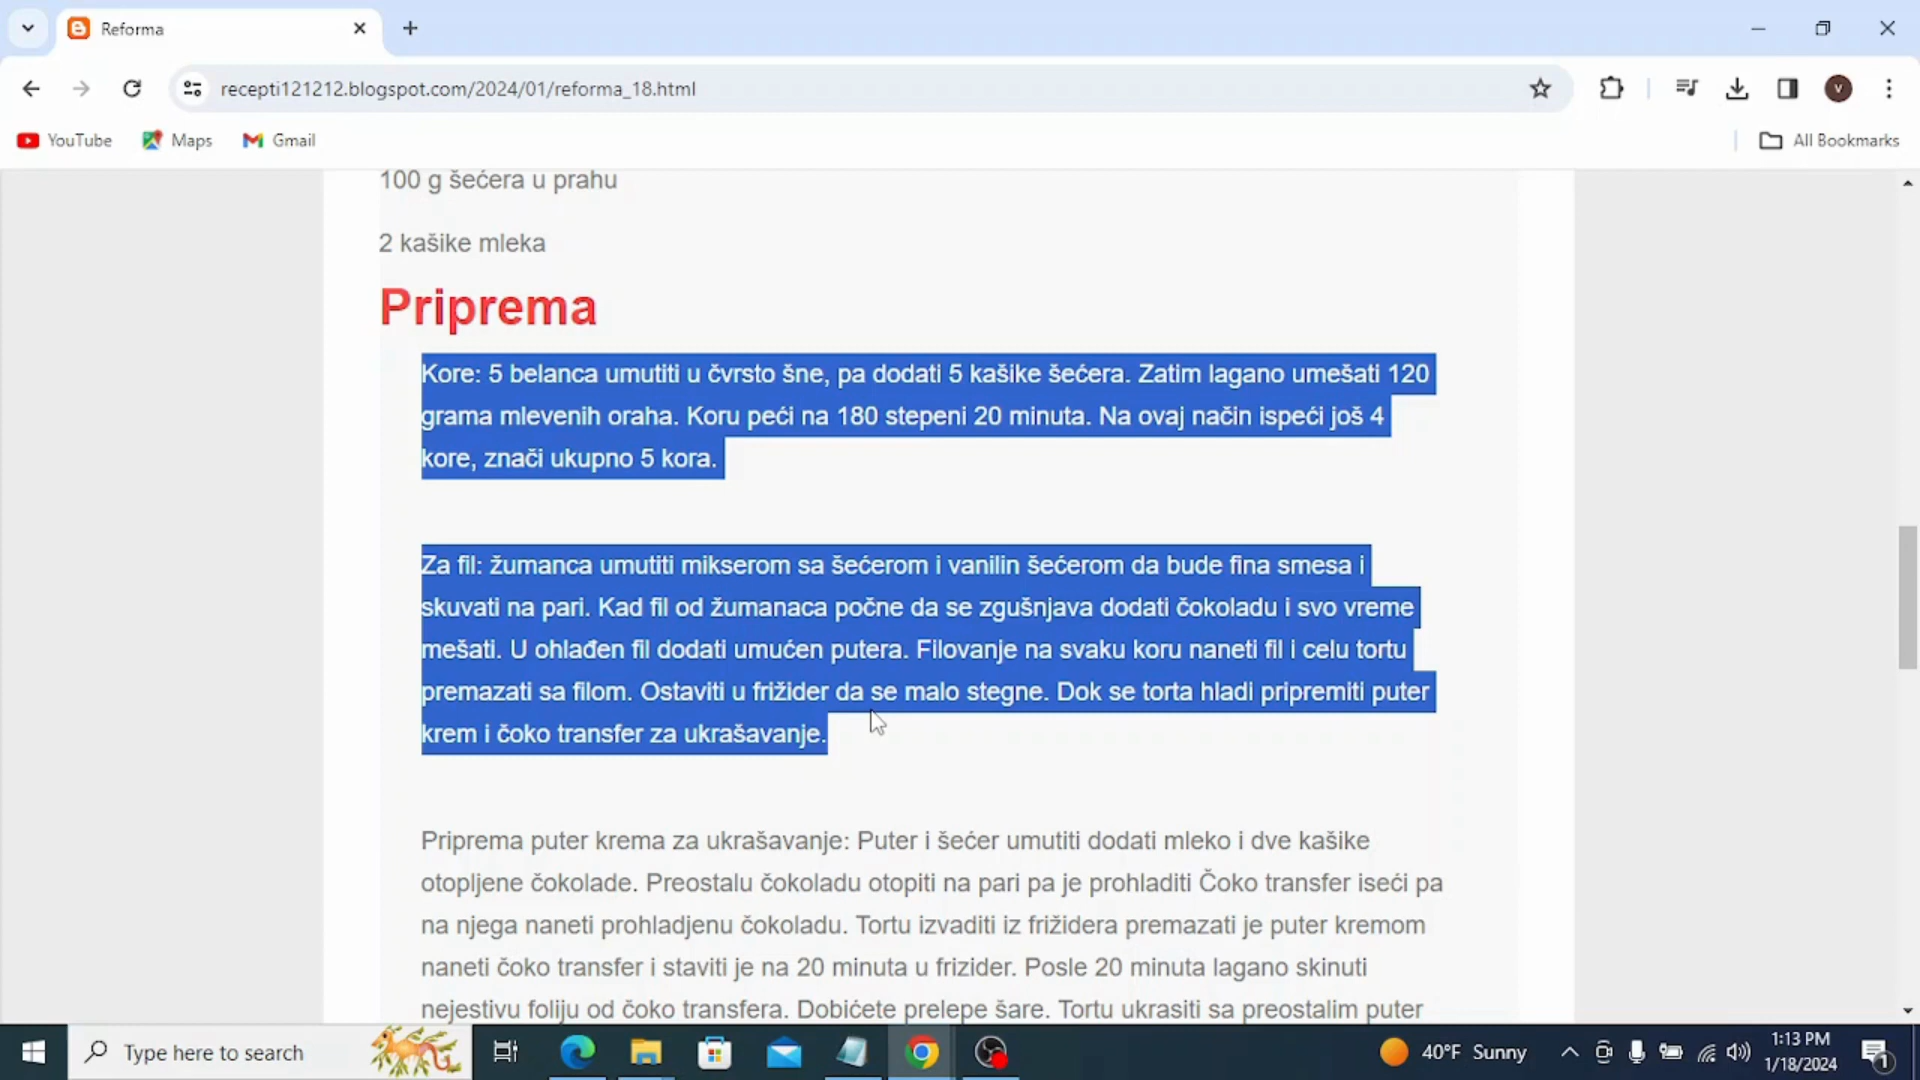 Reforma
recepti121212.blogspot.com/2024/01/reforma_18.html
V
YouTube
Maps
Gmail
All Bookmarks
100 g šećera u prahu
2 kašike mleka
Priprema
Kore: 5 belanca umutiti u čvrsto šne, pa dodati 5 kašike šećera. Zatim lagano umešati 120
grama mlevenih oraha. Koru peći na 180 stepeni 20 minuta. Na ovaj način ispeći još 4
kore, znači ukupno 5 kora.
Za fil: žumanca umutiti mikserom sa šećerom i vanilin šećerom da bude fina smesa i
skuvati na pari. Kad fil od žumanaca počne da se zgušnjava dodati čokoladu i svo vreme
mešati. U ohlađen fil dodati umućen putera. Filovanje na svaku koru naneti fil i celu tortu
premazati sa filom. Ostaviti u frižider da se malo stegne. Dok se torta hladi pripremiti puter
krem i čoko transfer za ukrašavanje.
Priprema puter krema za ukrašavanje: Puter i šećer umutiti dodati mleko i dve kašike
otopljene čokolade. Preostalu čokoladu otopiti na pari pa je prohladiti Čoko transfer iseći pa
na njega naneti prohladjenu čokoladu. Tortu izvaditi iz frižidera premazati je puter kremom
naneti čoko transfer i staviti je na 20 minuta u frizider. Posle 20 minuta lagano skinuti
nejestivu foliju od čoko transfera. Dobićete prelepe šare. Tortu ukrasiti sa preostalim puter
Type here to search
40°F Sunny
1:13 PM
1/18/2024
1